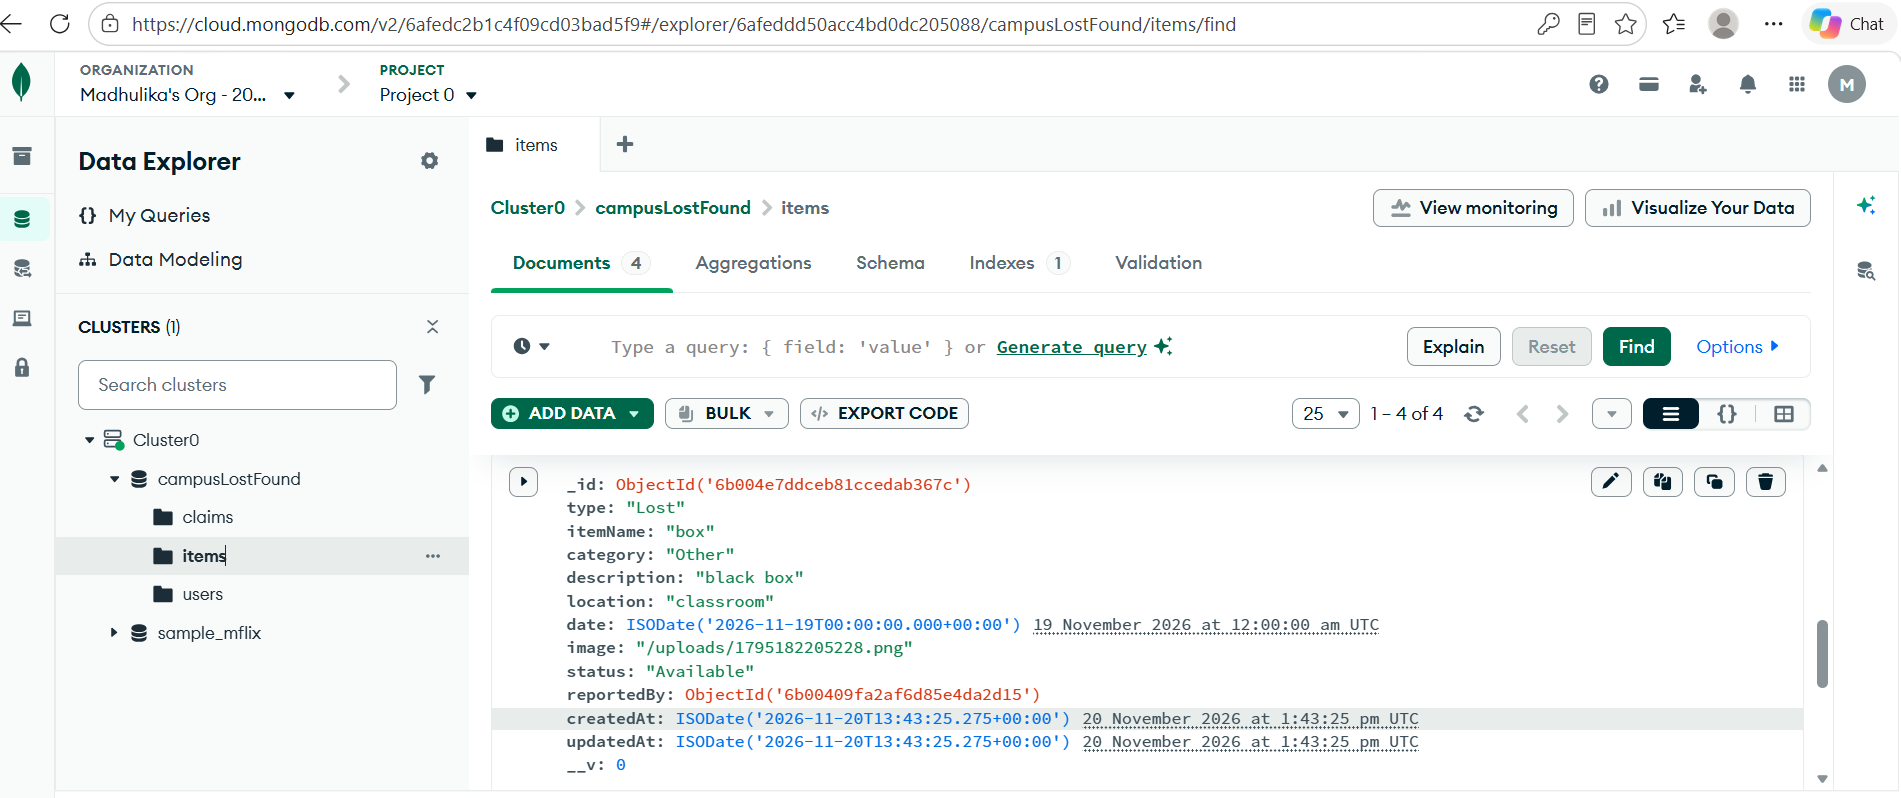 https://cloud.mongodb.com/v2/6afedc2b1c4f09cd03bad5f9#/explorer/6afeddd50acc4bd0dc205088/campusLostFound/items/find
Chat
ORGANIZATION
Madhulika's Org - 20...
PROJECT
Project 0
M
Data Explorer
My Queries
Data Modeling
CLUSTERS (1)
Search clusters
Cluster0
campusLostFound
claims
items
users
sample_mflix
items
Cluster0 > campusLostFound > items
View monitoring
Visualize Your Data
Documents 4
Aggregations
Schema
Indexes 1
Validation
Type a query: { field: 'value' } or Generate query
Explain
Reset
Find
Options
ADD DATA
BULK
EXPORT CODE
25
1 – 4 of 4
_id: ObjectId('6b004e7ddceb81ccedab367c')
type: "Lost"
itemName: "box"
category: "Other"
description: "black box"
location: "classroom"
date: ISODate('2026-11-19T00:00:00.000+00:00') 19 November 2026 at 12:00:00 am UTC
image: "/uploads/1795182205228.png"
status: "Available"
reportedBy: ObjectId('6b00409fa2af6d85e4da2d15')
createdAt: ISODate('2026-11-20T13:43:25.275+00:00') 20 November 2026 at 1:43:25 pm UTC
updatedAt: ISODate('2026-11-20T13:43:25.275+00:00') 20 November 2026 at 1:43:25 pm UTC
__v: 0